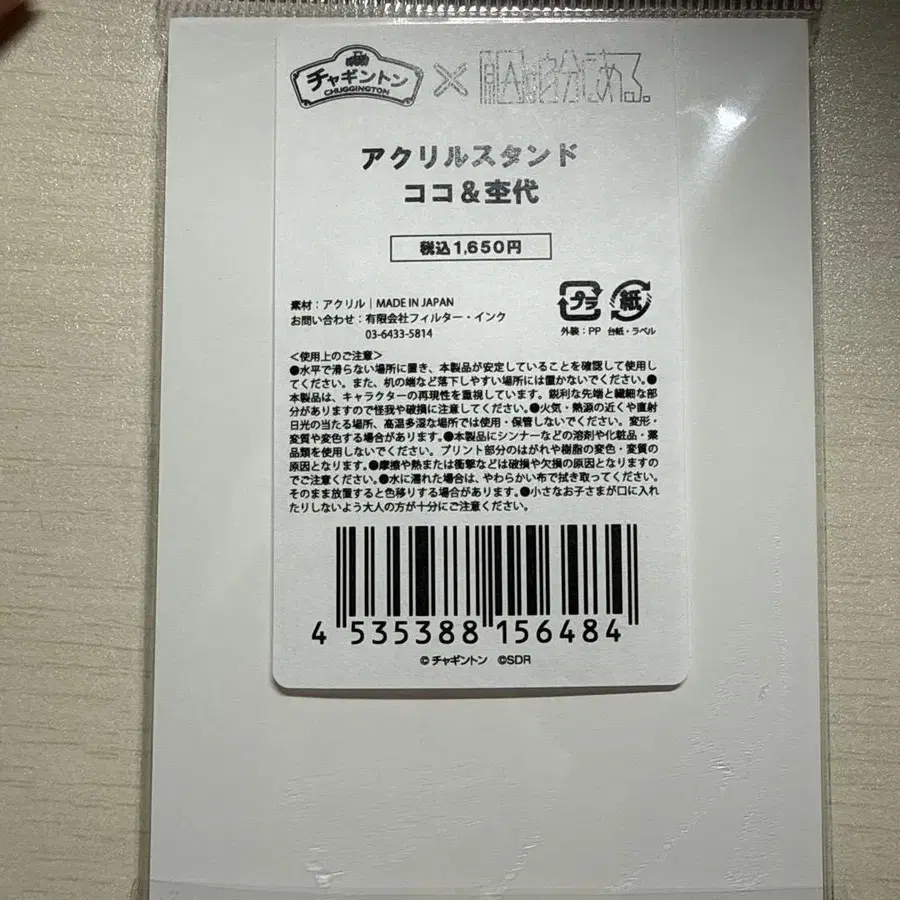 チャギントン
CHUGGINGTON
×
アクリルスタンド
ココ＆杢代
税込1,650円
素材：アクリル｜MADE IN JAPAN
お問い合わせ：有限会社フィルター・インク
03-6433-5814
プラ
紙
外装：PP 台紙・ラベル
＜使用上のご注意＞
●水平で滑らない場所に置き、本製品が安定していることを確認して使用し
てください。また、机の端など落下しやすい場所には置かないでください。●
本製品は、キャラクターの再現性を重視しています。鋭利な先端と繊細な部
分がありますので怪我や破損に注意してください。●火気・熱源の近くや直射
日光の当たる場所、高温多湿な場所では使用・保管しないでください。変形・
変質や変色する場合があります。●本製品にシンナーなどの溶剤や化粧品・薬
品類を使用しないでください。プリント部分のはがれや樹脂の変色・変質の
原因となります。●摩擦や熱または衝撃などは破損や欠損の原因となりますの
でご注意ください。●水に濡れた場合は、やわらかい布で拭き取ってください。
そのまま放置すると色移りする場合があります。●小さなお子さまが口に入れ
たりしないよう大人の方が十分にご注意ください。
4 535388 156484
©チャギントン ©SDR